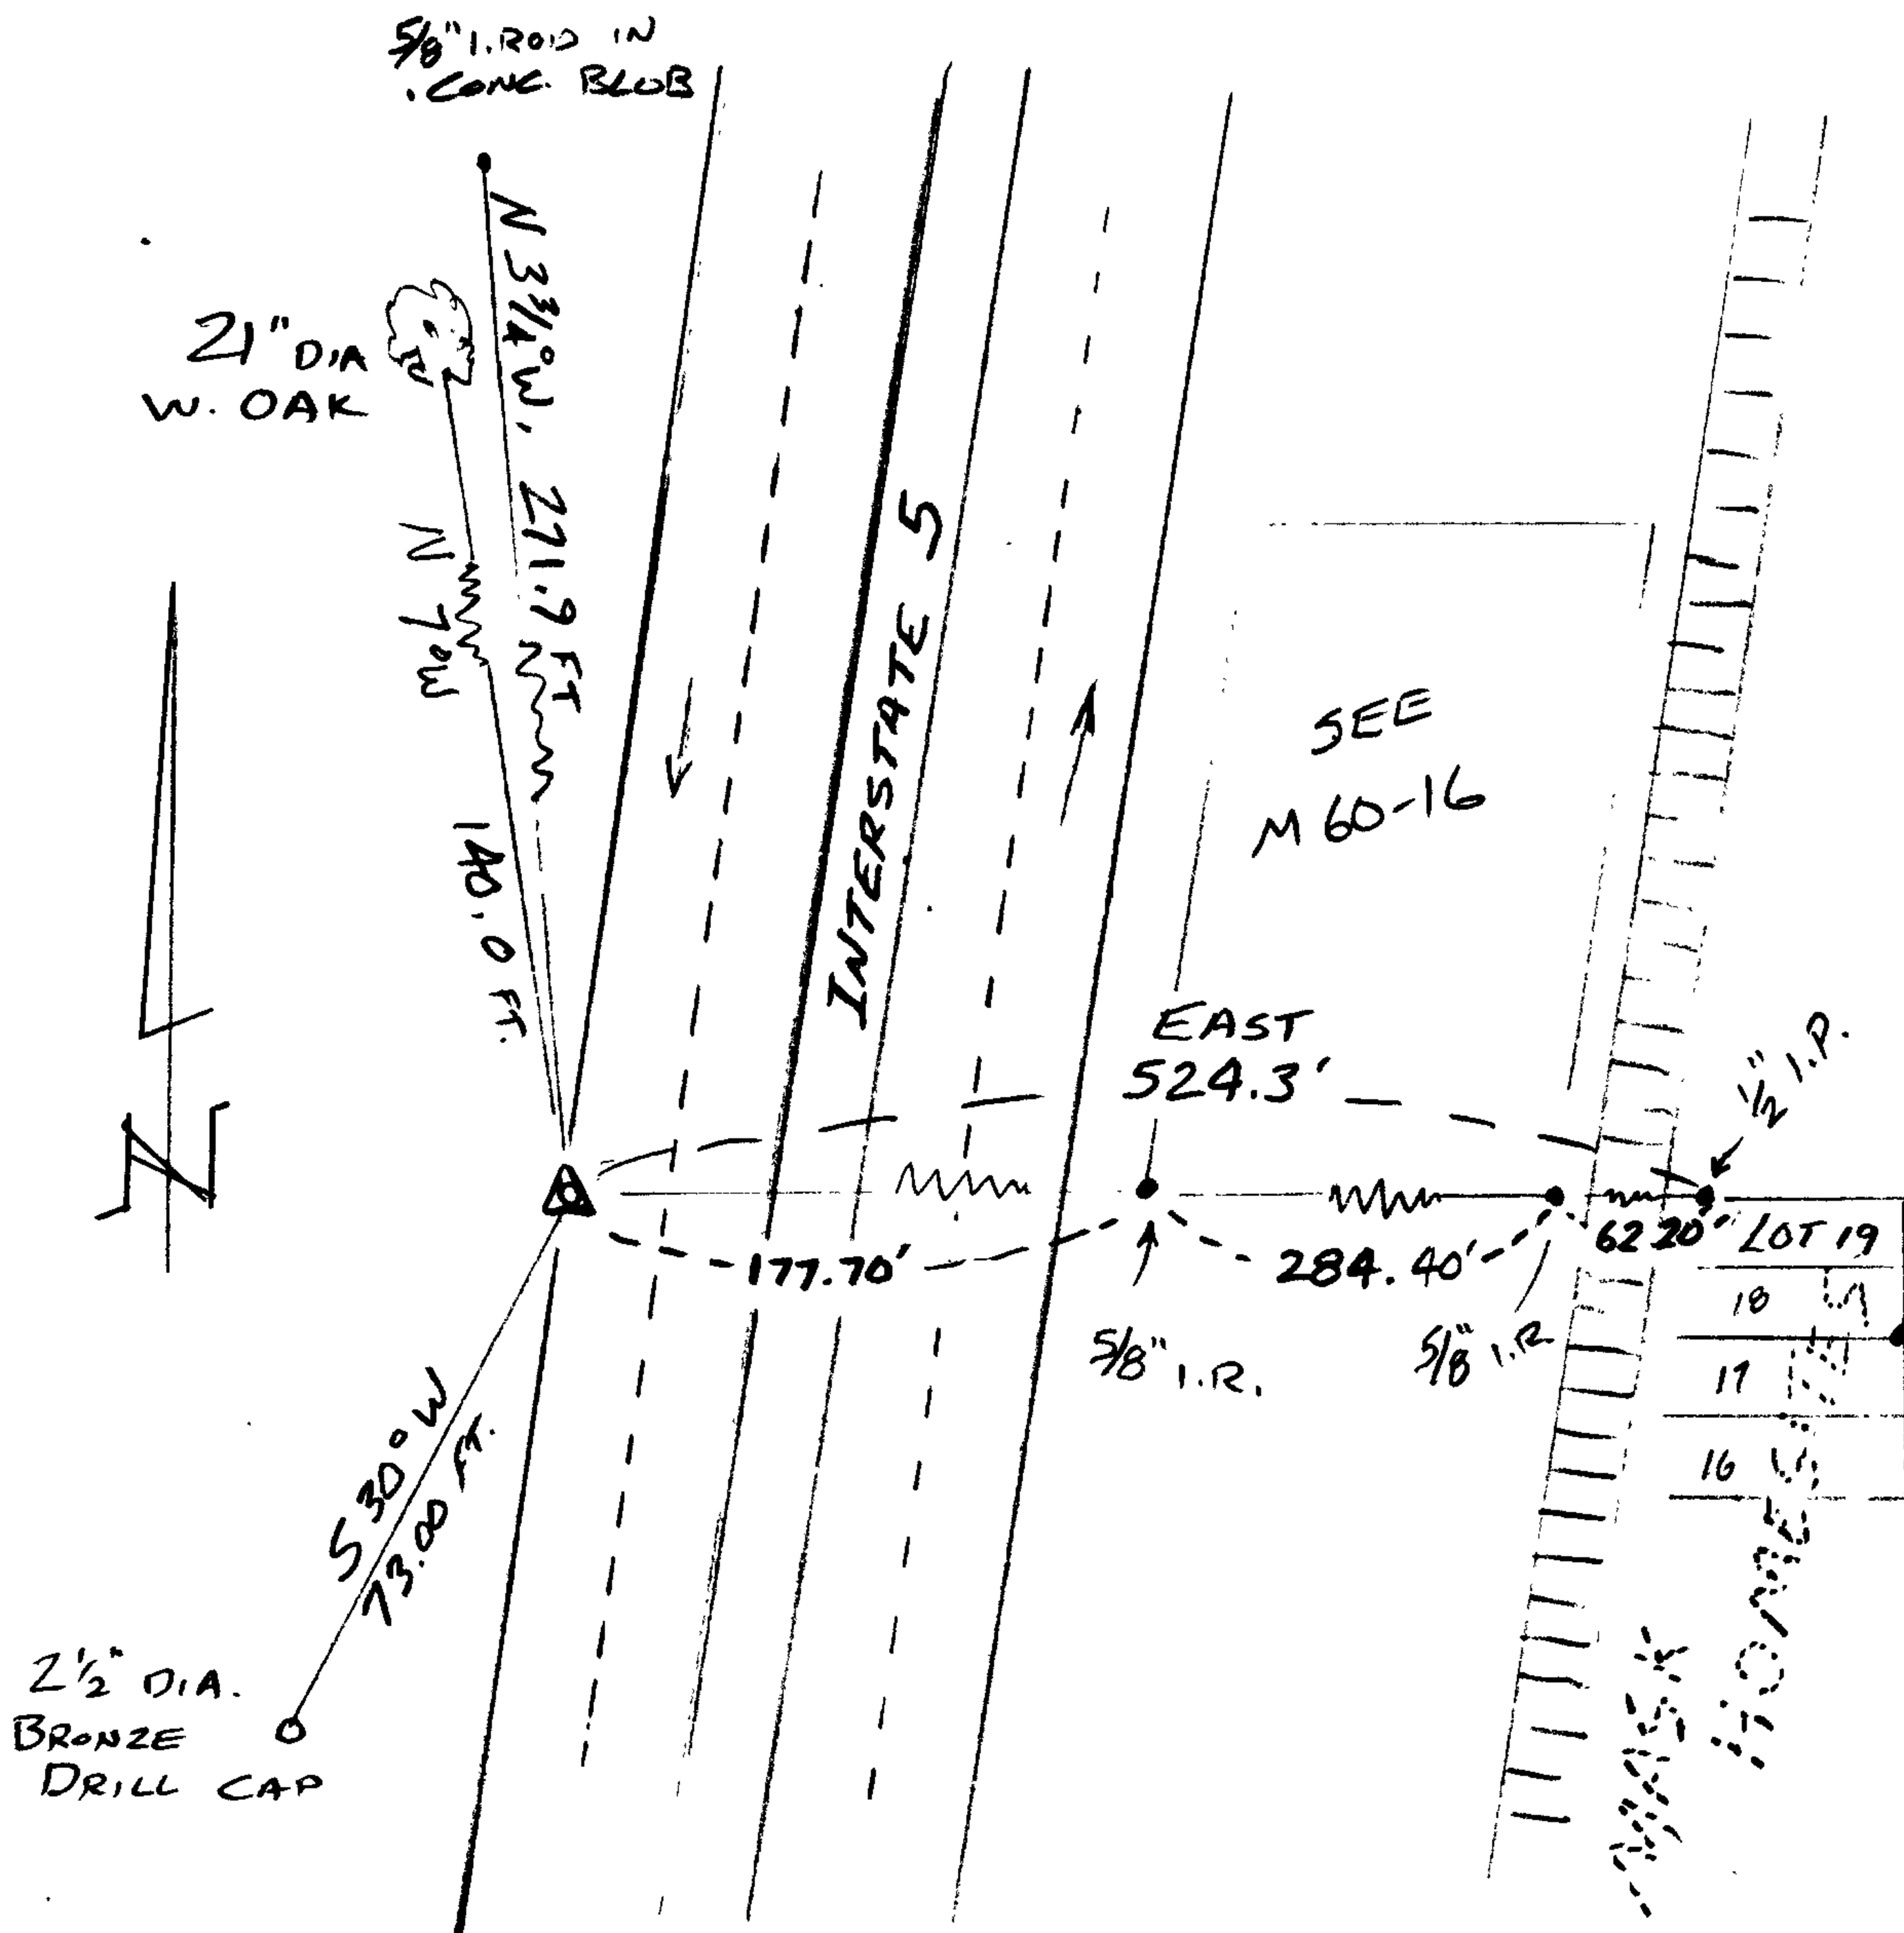 5/8" I. ROD IN
CONC. BLOB
N 3 3/4° W, 271.9 FT
21" DIA
W. OAK
N 7° W
140.0 FT.
INTERSTATE 5
SEE
M 60-16
N
EAST
524.3'
1/2" I.P.
177.70'
284.40'
62.20'
LOT 19
18
17
16
5/8" I.R.
5/8" I.R.
S 30° W
73.00 FT.
2 1/2" DIA.
BRONZE
DRILL CAP